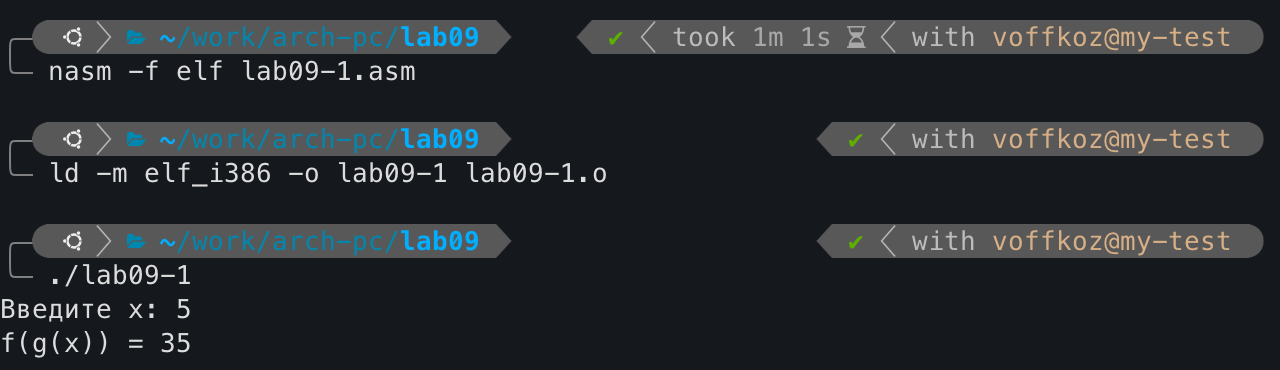 ~/work/arch-pc/lab09 ✔ took 1m 1s with voffkoz@my-test
nasm -f elf lab09-1.asm
~/work/arch-pc/lab09 ✔ with voffkoz@my-test
ld -m elf_i386 -o lab09-1 lab09-1.o
~/work/arch-pc/lab09 ✔ with voffkoz@my-test
./lab09-1
Введите x: 5
f(g(x)) = 35